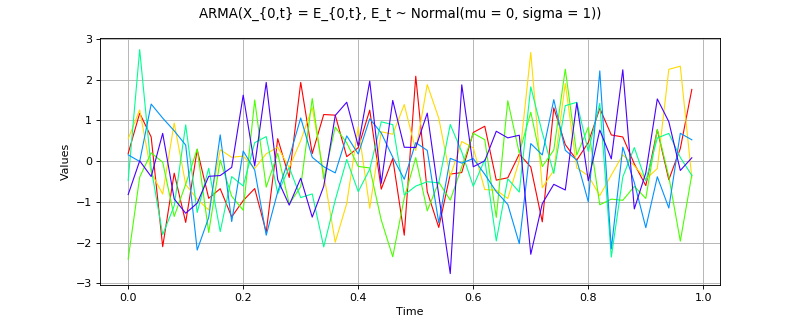 ARMA(X_{0,t} = E_{0,t}, E_t ~ Normal(mu = 0, sigma = 1))
3
2
1
0
−1
−2
−3
Values
0.0 0.2 0.4 0.6 0.8 1.0
Time